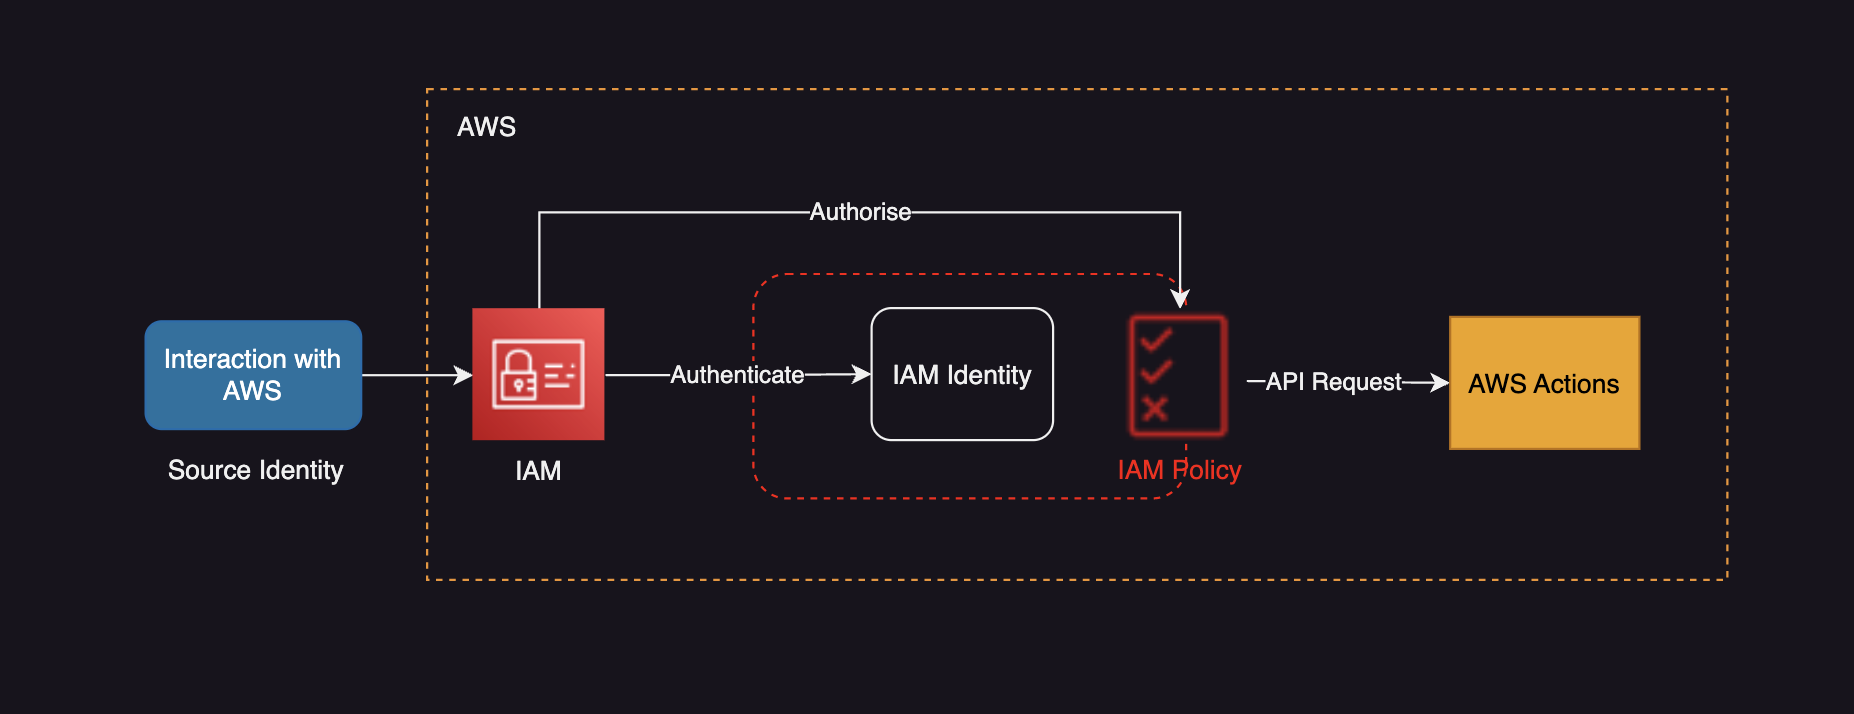 AWS
Authorise
Interaction with
AWS
Source Identity
IAM
Authenticate
IAM Identity
IAM Policy
API Request
AWS Actions